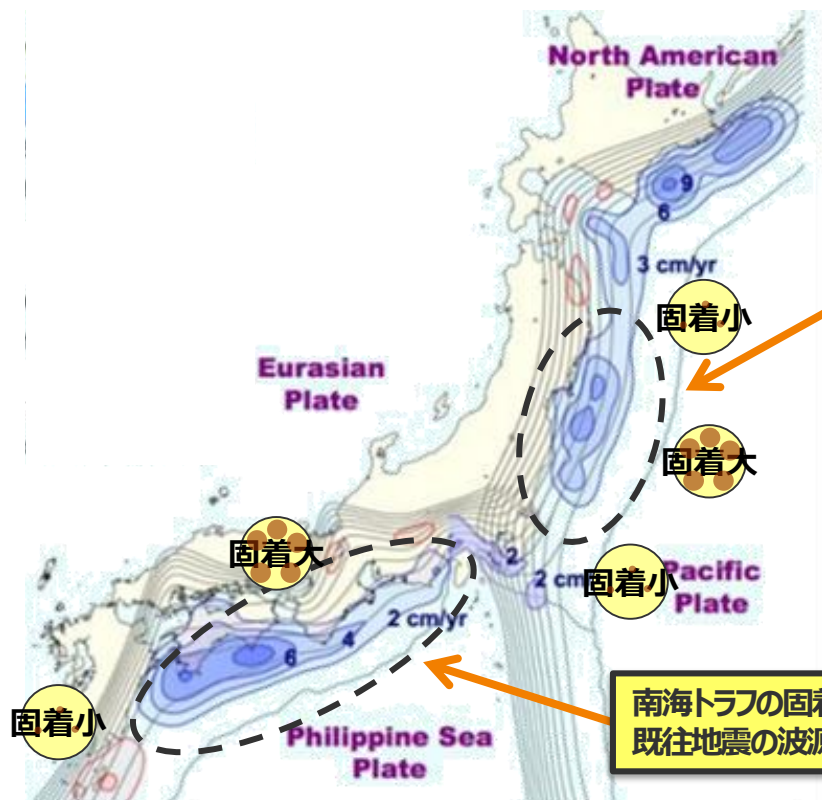 North American
Plate
9
6
3 cm/yr
固着小
Eurasian
Plate
固着大
固着大
2
2 cm
固着小
Pacific
Plate
2 cm/yr
4
6
固着小
Philippine Sea
Plate
南海トラフの固着
既往地震の波源